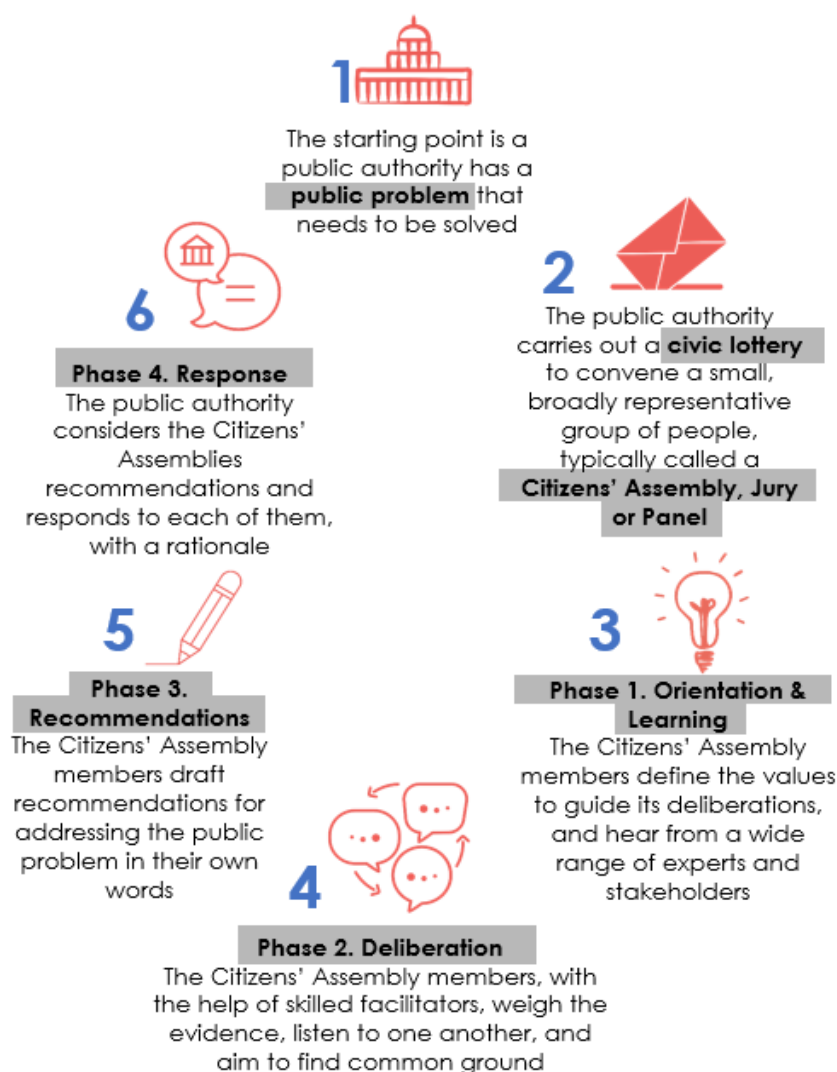 1
The starting point is a
public authority has a
public problem that
needs to be solved
2
The public authority
carries out a civic lottery
to convene a small,
broadly representative
group of people,
typically called a
Citizens’ Assembly, Jury
or Panel
3
Phase 1. Orientation &
Learning
The Citizens’ Assembly
members define the values
to guide its deliberations,
and hear from a wide
range of experts and
stakeholders
4
Phase 2. Deliberation
The Citizens’ Assembly members, with
the help of skilled facilitators, weigh the
evidence, listen to one another, and
aim to find common ground
5
Phase 3.
Recommendations
The Citizens’ Assembly
members draft
recommendations for
addressing the public
problem in their own
words
6
Phase 4. Response
The public authority
considers the Citizens’
Assemblies
recommendations and
responds to each of them,
with a rationale